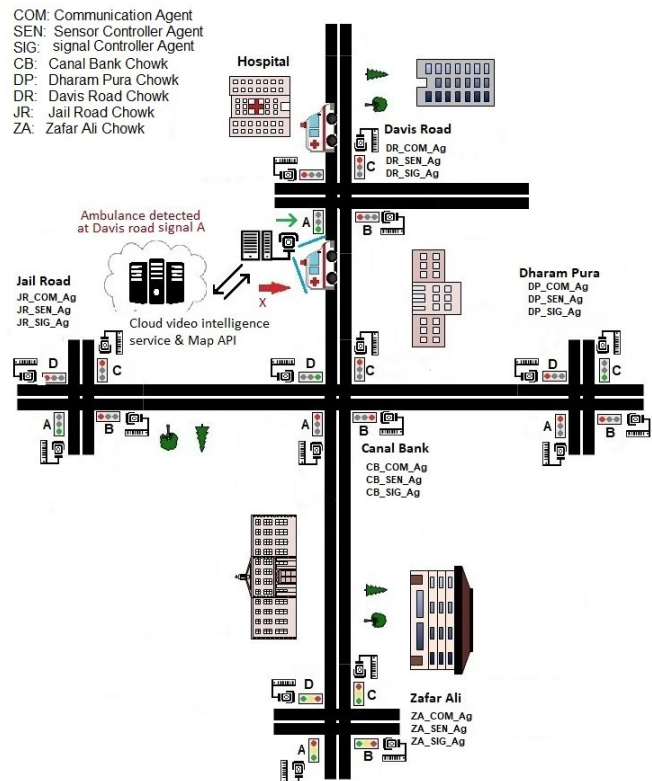 COM: Communication Agent
SEN: Sensor Controller Agent
SIG: signal Controller Agent
CB: Canal Bank Chowk
DP: Dharam Pura Chowk
DR: Davis Road Chowk
JR: Jail Road Chowk
ZA: Zafar Ali Chowk
Hospital
Davis Road
DR_COM_Ag
DR_SEN_Ag
DR_SIG_Ag
C
A
B
Ambulance detected
at Davis road signal A
X
Cloud video intelligence
service & Map API
Jail Road
JR_COM_Ag
JR_SEN_Ag
JR_SIG_Ag
D
C
A
B
Dharam Pura
DP_COM_Ag
DP_SEN_Ag
DP_SIG_Ag
D
C
A
B
D
C
A
B
Canal Bank
CB_COM_Ag
CB_SEN_Ag
CB_SIG_Ag
D
C
A
B
Zafar Ali
ZA_COM_Ag
ZA_SEN_Ag
ZA_SIG_Ag